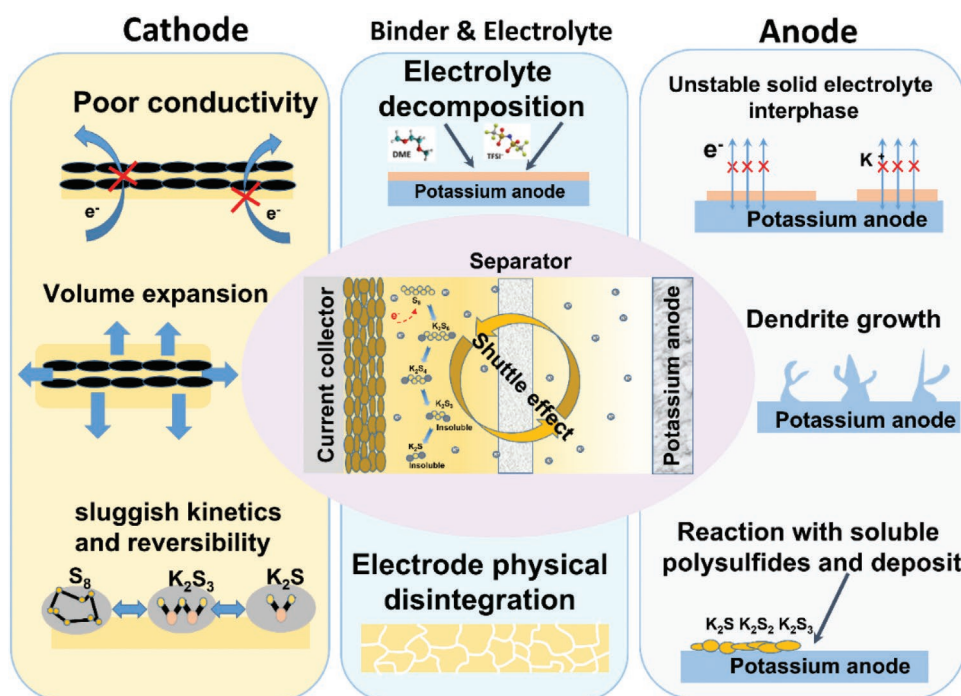 Cathode
Poor conductivity
e-
e-
Volume expansion
sluggish kinetics
and reversibility
S8
K2S3
K2S
Binder & Electrolyte
Electrolyte
decomposition
DME
TFSI-
Potassium anode
Separator
Current collector
S8
e-
K2S6
K2S4
K2S2
Insoluble
K2S
Insoluble
Shuttle effect
Potassium anode
Electrode physical
disintegration
Anode
Unstable solid electrolyte
interphase
e-
K+
Potassium anode
Dendrite growth
Potassium anode
Reaction with soluble
polysulfides and deposit
K2S K2S2 K2S3
Potassium anode